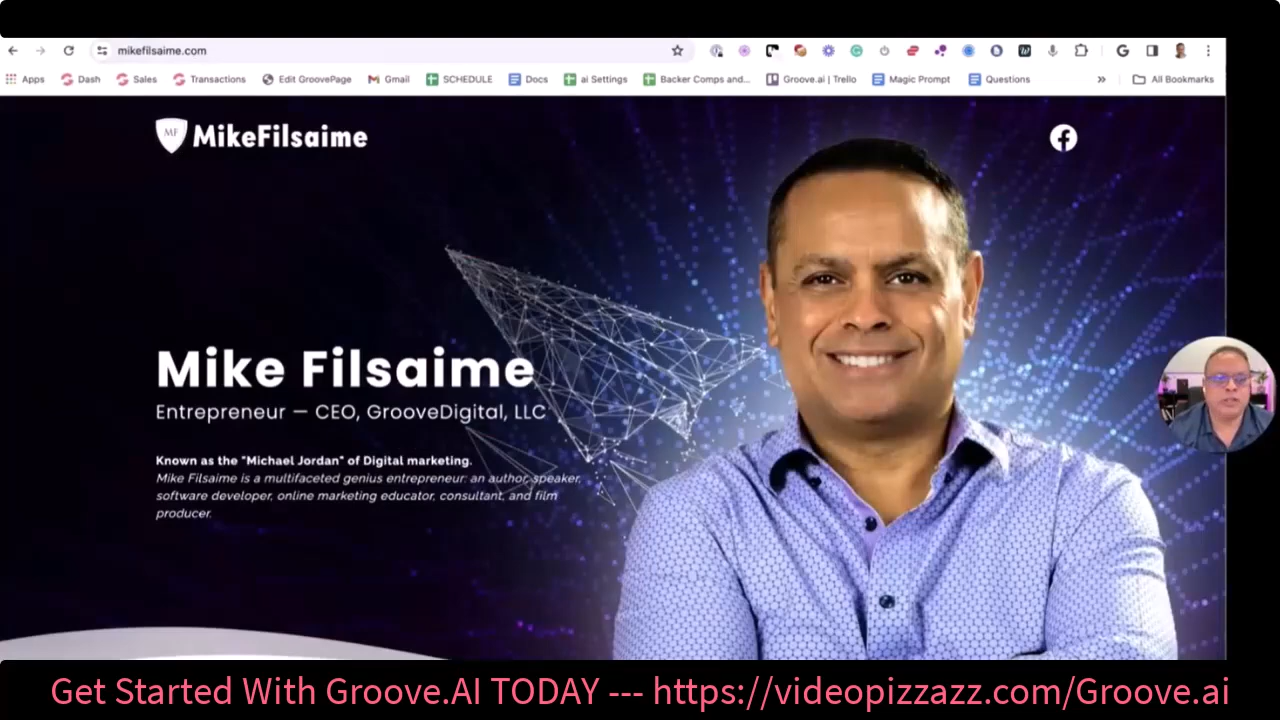 mikefilsaime.com
Apps Dash Sales Transactions Edit GroovePage Gmail SCHEDULE Docs ai Settings Backer Comps and... Groove.ai | Trello Magic Prompt Questions » All Bookmarks
MF MikeFilsaime
Mike Filsaime
Entrepreneur — CEO, GrooveDigital, LLC
Known as the "Michael Jordan" of Digital marketing.
Mike Filsaime is a multifaceted genius entrepreneur: an author, speaker,
software developer, online marketing educator, consultant, and film
producer.
Get Started With Groove.AI TODAY --- https://videopizzazz.com/Groove.ai